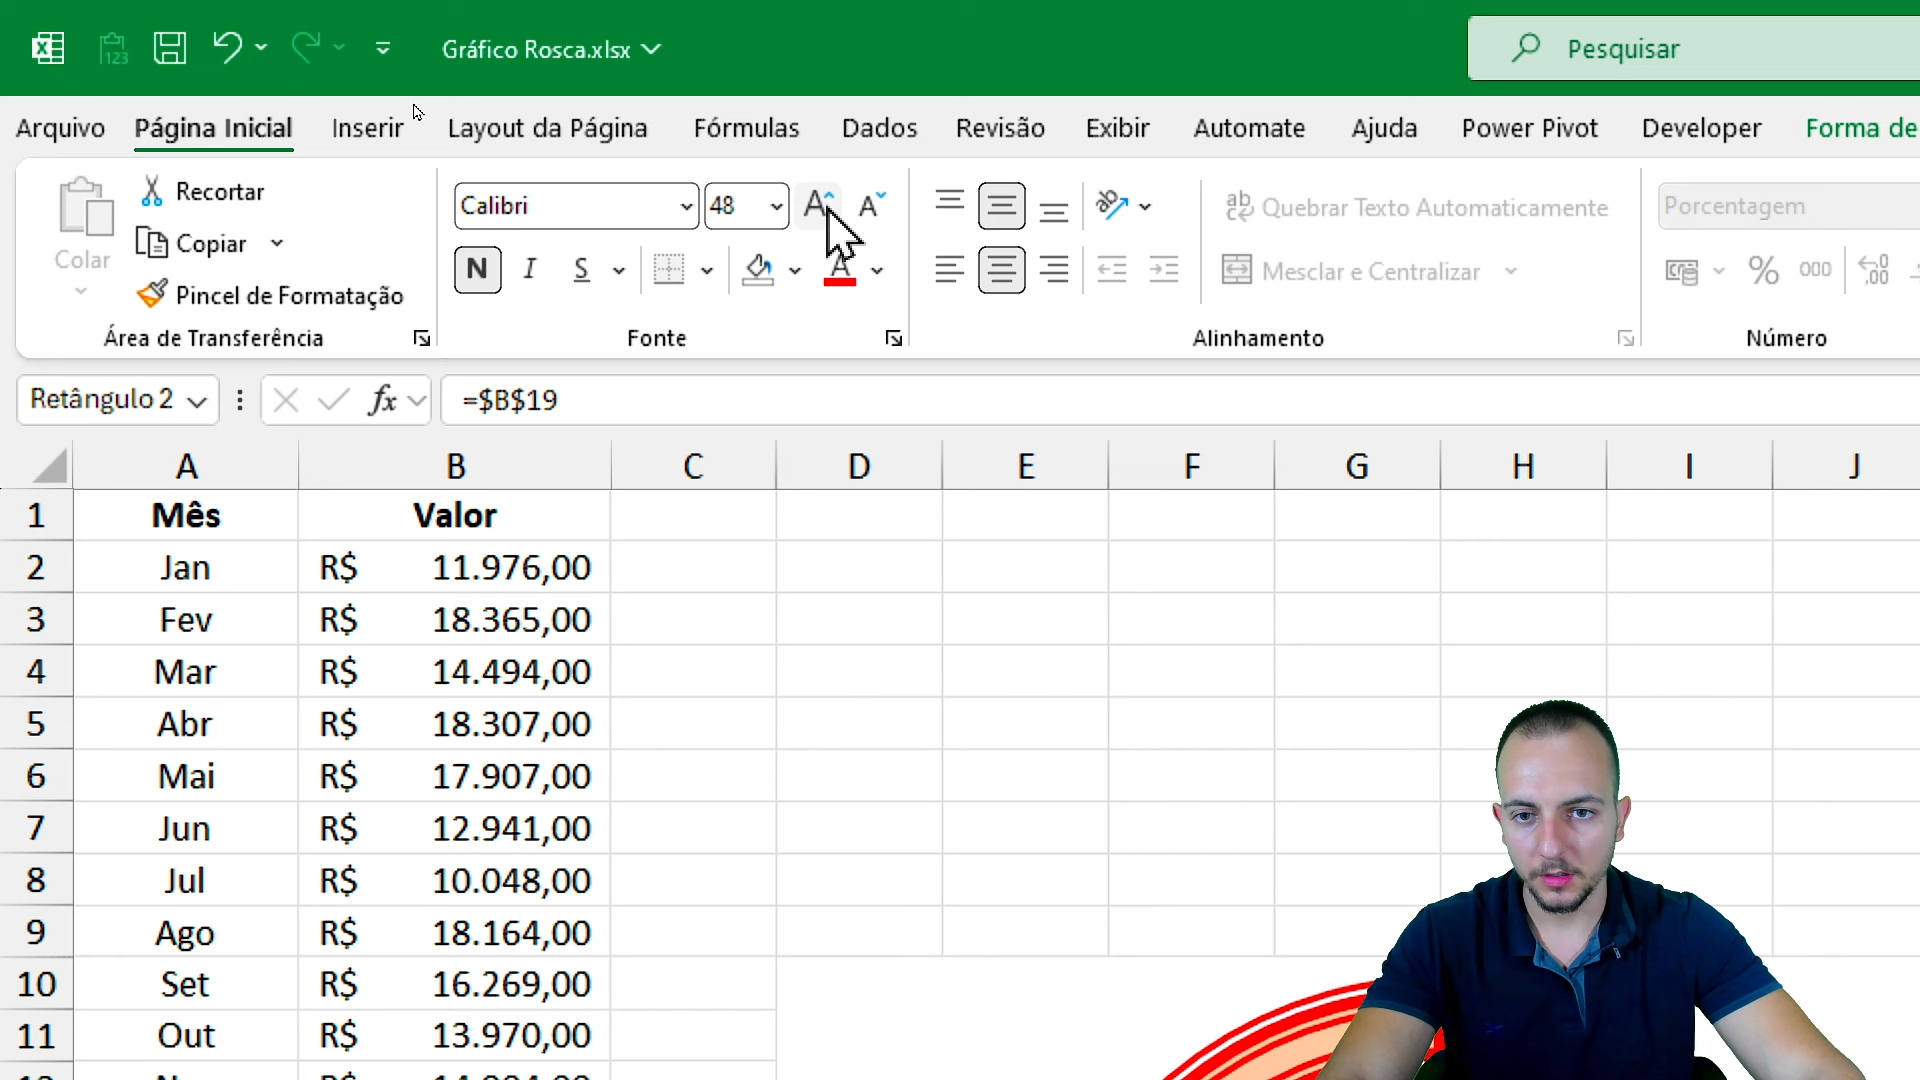 123
Gráfico Rosca.xlsx
Pesquisar
Arquivo Página Inicial Inserir Layout da Página Fórmulas Dados Revisão Exibir Automate Ajuda Power Pivot Developer Forma de
Colar
Recortar
Copiar
Pincel de Formatação
Área de Transferência
Calibri 48
N I S
Fonte
Quebrar Texto Automaticamente
Mesclar e Centralizar
Alinhamento
Porcentagem
% 000
Número
Retângulo 2 fx =$B$19
A B C D E F G H I J
1 Mês Valor
2 Jan R$ 11.976,00
3 Fev R$ 18.365,00
4 Mar R$ 14.494,00
5 Abr R$ 18.307,00
6 Mai R$ 17.907,00
7 Jun R$ 12.941,00
8 Jul R$ 10.048,00
9 Ago R$ 18.164,00
10 Set R$ 16.269,00
11 Out R$ 13.970,00